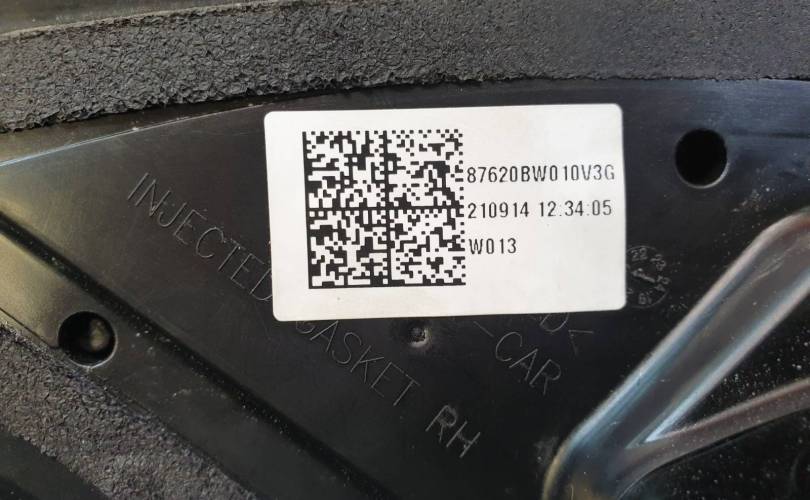 87620BW010V3G
210914 12:34:05
W013
INJECTED GASKET RH
CAR